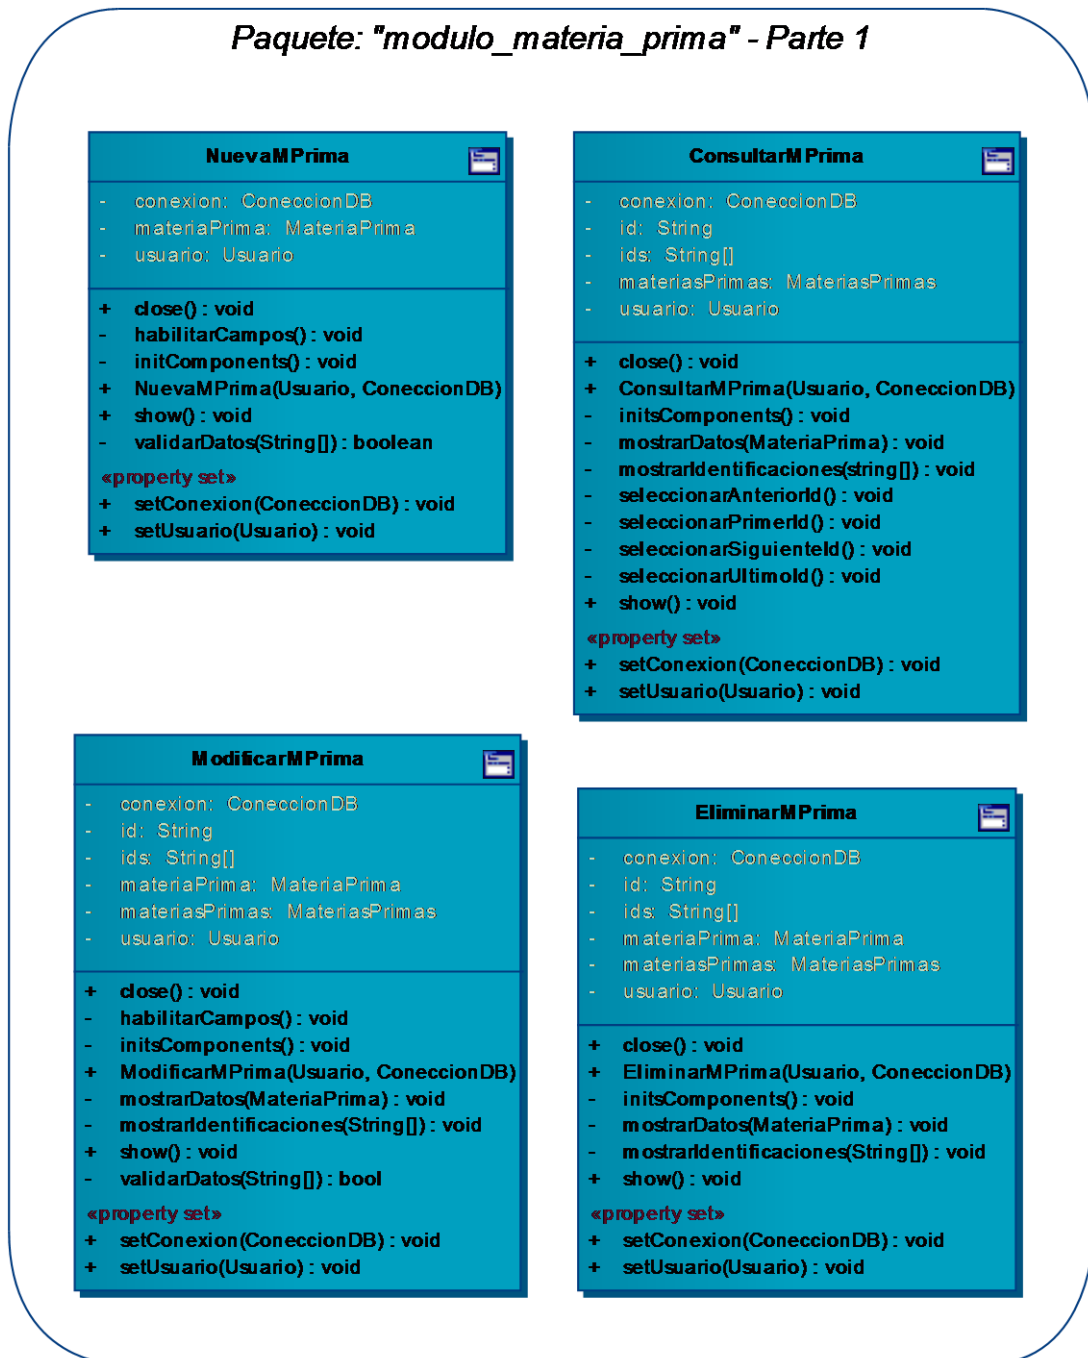 Paquete: "modulo_materia_prima" - Parte 1
NuevaMPrima
- conexion: ConeccionDB
- materiaPrima: MateriaPrima
- usuario: Usuario
+ close() : void
- habilitarCampos() : void
- initComponents() : void
+ NuevaMPrima(Usuario, ConeccionDB)
+ show() : void
- validarDatos(String[]) : boolean
«property set»
+ setConexion(ConeccionDB) : void
+ setUsuario(Usuario) : void
ConsultarMPrima
- conexion: ConeccionDB
- id: String
- ids: String[]
- materiasPrimas: MateriasPrimas
- usuario: Usuario
+ close() : void
+ ConsultarMPrima(Usuario, ConeccionDB)
- initsComponents() : void
- mostrarDatos(MateriaPrima) : void
- mostrarIdentificaciones(string[]) : void
- seleccionarAnteriorId() : void
- seleccionarPrimerId() : void
- seleccionarSiguienteId() : void
- seleccionarUltimoId() : void
+ show() : void
«property set»
+ setConexion(ConeccionDB) : void
+ setUsuario(Usuario) : void
ModificarMPrima
- conexion: ConeccionDB
- id: String
- ids: String[]
- materiaPrima: MateriaPrima
- materiasPrimas: MateriasPrimas
- usuario: Usuario
+ close() : void
- habilitarCampos() : void
- initsComponents() : void
+ ModificarMPrima(Usuario, ConeccionDB)
- mostrarDatos(MateriaPrima) : void
- mostrarIdentificaciones(String[]) : void
+ show() : void
- validarDatos(String[]) : bool
«property set»
+ setConexion(ConeccionDB) : void
+ setUsuario(Usuario) : void
EliminarMPrima
- conexion: ConeccionDB
- id: String
- ids: String[]
- materiaPrima: MateriaPrima
- materiasPrimas: MateriasPrimas
- usuario: Usuario
+ close() : void
+ EliminarMPrima(Usuario, ConeccionDB)
- initsComponents() : void
- mostrarDatos(MateriaPrima) : void
- mostrarIdentificaciones(String[]) : void
+ show() : void
«property set»
+ setConexion(ConeccionDB) : void
+ setUsuario(Usuario) : void